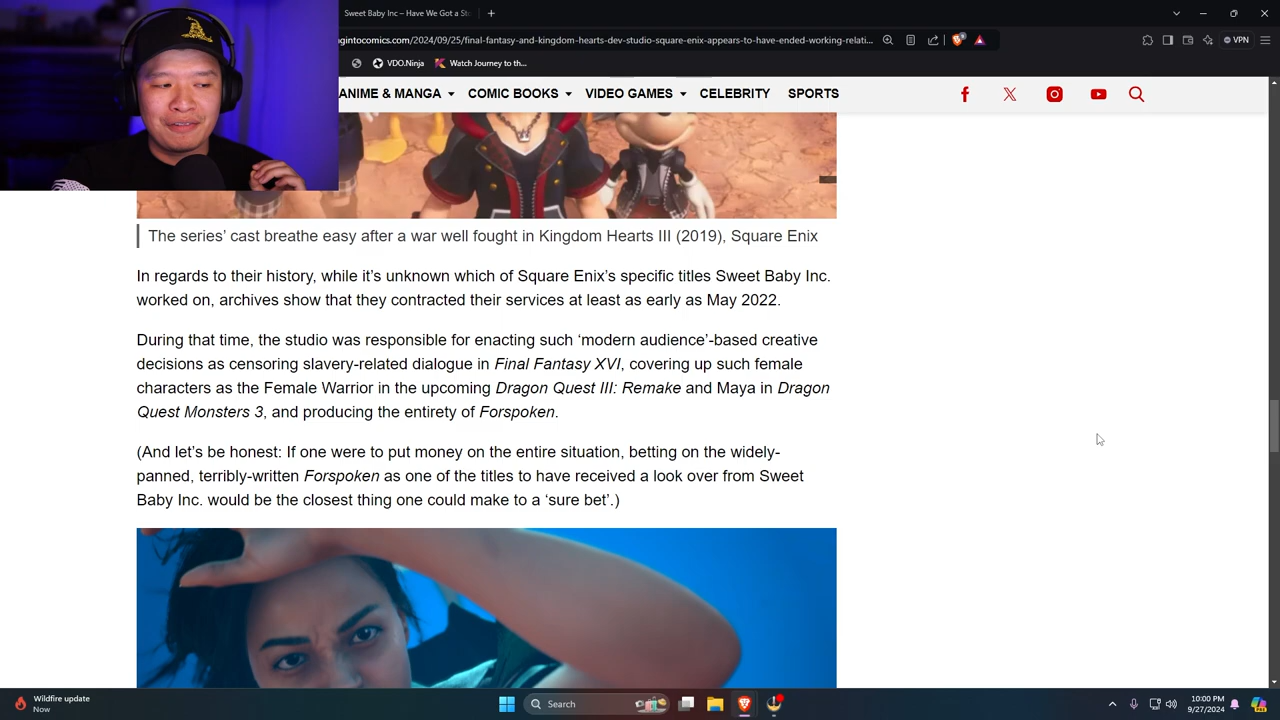 Sweet Baby Inc – Have We Got a St
gintocomics.com/2024/09/25/final-fantasy-and-kingdom-hearts-dev-studio-square-enix-appears-to-have-ended-working-relati...
VPN
VDO.Ninja
Watch Journey to th...
ANIME & MANGA
COMIC BOOKS
VIDEO GAMES
CELEBRITY
SPORTS
The series’ cast breathe easy after a war well fought in Kingdom Hearts III (2019), Square Enix
In regards to their history, while it’s unknown which of Square Enix’s specific titles Sweet Baby Inc.
worked on, archives show that they contracted their services at least as early as May 2022.
During that time, the studio was responsible for enacting such ‘modern audience’-based creative
decisions as censoring slavery-related dialogue in Final Fantasy XVI, covering up such female
characters as the Female Warrior in the upcoming Dragon Quest III: Remake and Maya in Dragon
Quest Monsters 3, and producing the entirety of Forspoken.
(And let’s be honest: If one were to put money on the entire situation, betting on the widely-
panned, terribly-written Forspoken as one of the titles to have received a look over from Sweet
Baby Inc. would be the closest thing one could make to a ‘sure bet’.)
Wildfire update
Now
Search
10:00 PM
9/27/2024